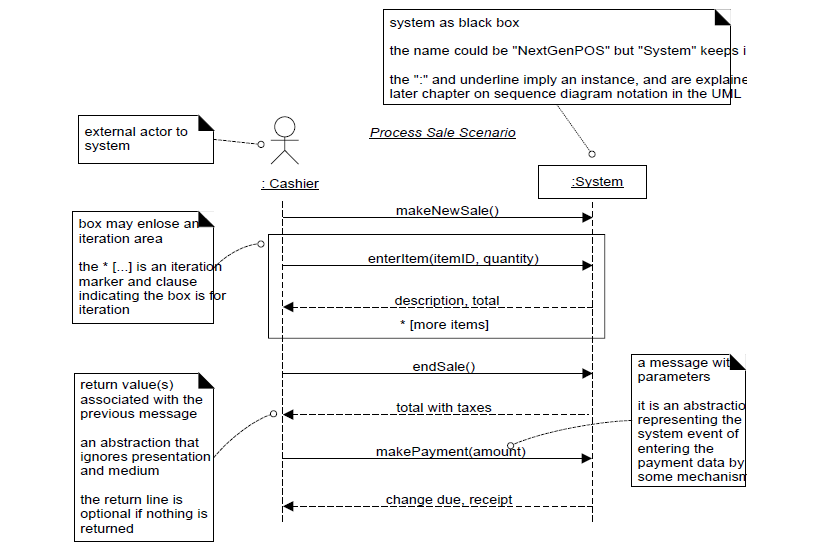 system as black box
the name could be "NextGenPOS" but "System" keeps i
the ":" and underline imply an instance, and are explaine
later chapter on sequence diagram notation in the UML
external actor to
system
Process Sale Scenario
: Cashier
:System
makeNewSale()
box may enlose an
iteration area
the * [...] is an iteration
marker and clause
indicating the box is for
iteration
enterItem(itemID, quantity)
description, total
* [more items]
endSale()
a message wit
parameters
it is an abstractio
representing the
system event of
entering the
payment data by
some mechanism
return value(s)
associated with the
previous message
an abstraction that
ignores presentation
and medium
the return line is
optional if nothing is
returned
total with taxes
makePayment(amount)
change due, receipt